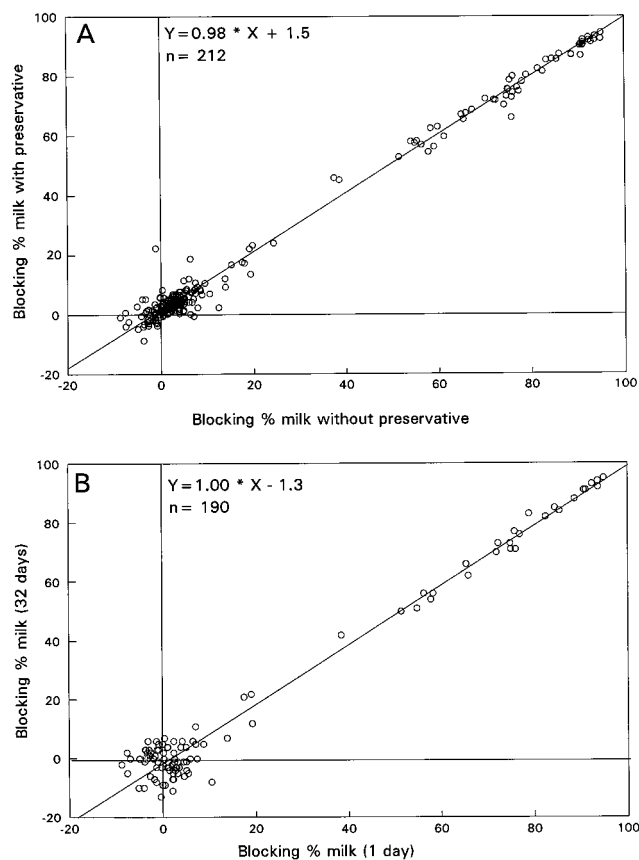 A
Y=0.98 * X + 1.5
n= 212
100
80
60
40
20
0
-20
Blocking % milk with preservative
-20 0 20 40 60 80 100
Blocking % milk without preservative
B
Y=1.00 * X - 1.3
n= 190
100
80
60
40
20
0
-20
Blocking % milk (32 days)
-20 0 20 40 60 80 100
Blocking % milk (1 day)